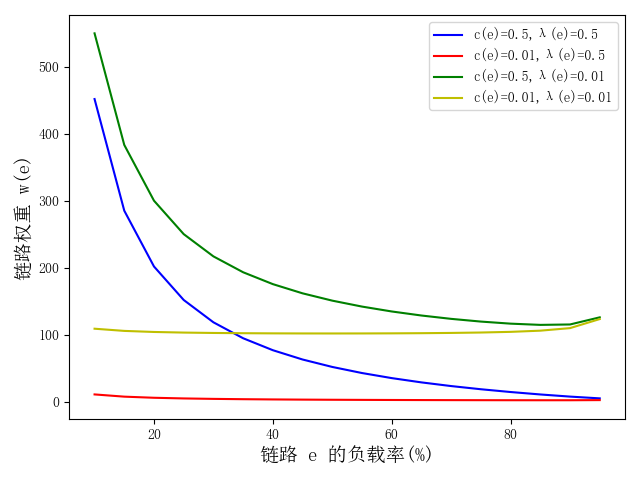 c(e)=0.5, λ(e)=0.5
c(e)=0.01, λ(e)=0.5
c(e)=0.5, λ(e)=0.01
c(e)=0.01, λ(e)=0.01
500
400
300
200
100
0
链路权重 w(e)
20 40 60 80
链路 e 的负载率(%)